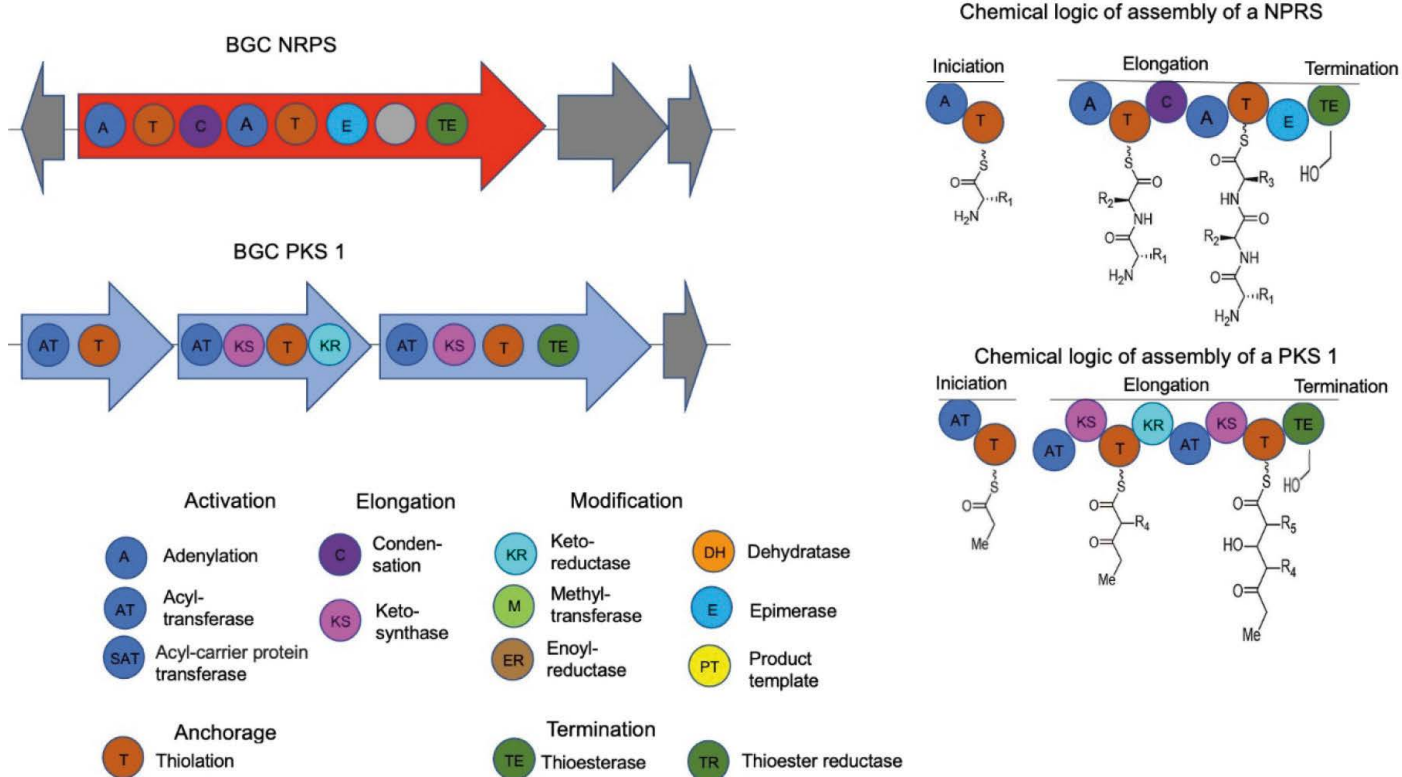 BGC NRPS
A T C A T E TE
BGC PKS 1
AT T AT KS T KR AT KS T TE
Activation
A Adenylation
AT Acyl-
transferase
SAT Acyl-carrier protein
transferase
Anchorage
T Thiolation
Elongation
C Conden-
sation
KS Keto-
synthase
Modification
KR Keto-
reductase
M Methyl-
transferase
ER Enoyl-
reductase
DH Dehydratase
E Epimerase
PT Product
template
Termination
TE Thioesterase
TR Thioester reductase
Chemical logic of assembly of a NPRS
Iniciation
Elongation
Termination
A T A T C A T E TE
S
O
R1
H2N
S
O
R2
NH
O
R1
H2N
S
O
R3
HN
O
R2
NH
O
R1
H2N
HO
Chemical logic of assembly of a PKS 1
Iniciation
Elongation
Termination
AT T AT KS T KR AT KS T TE
S
O
Me
S
O
R4
O
Me
S
O
R5
HO
R4
O
Me
HO